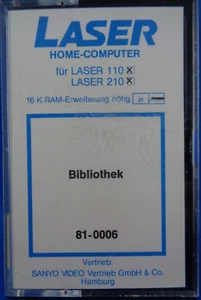 LASER
HOME-COMPUTER
für LASER 110 X
LASER 210 X
16 K RAM-Erweiterung nötig
Bibliothek
81-0006
Vertrieb:
SANYO VIDEO Vertrieb GmbH & Co.
Hamburg